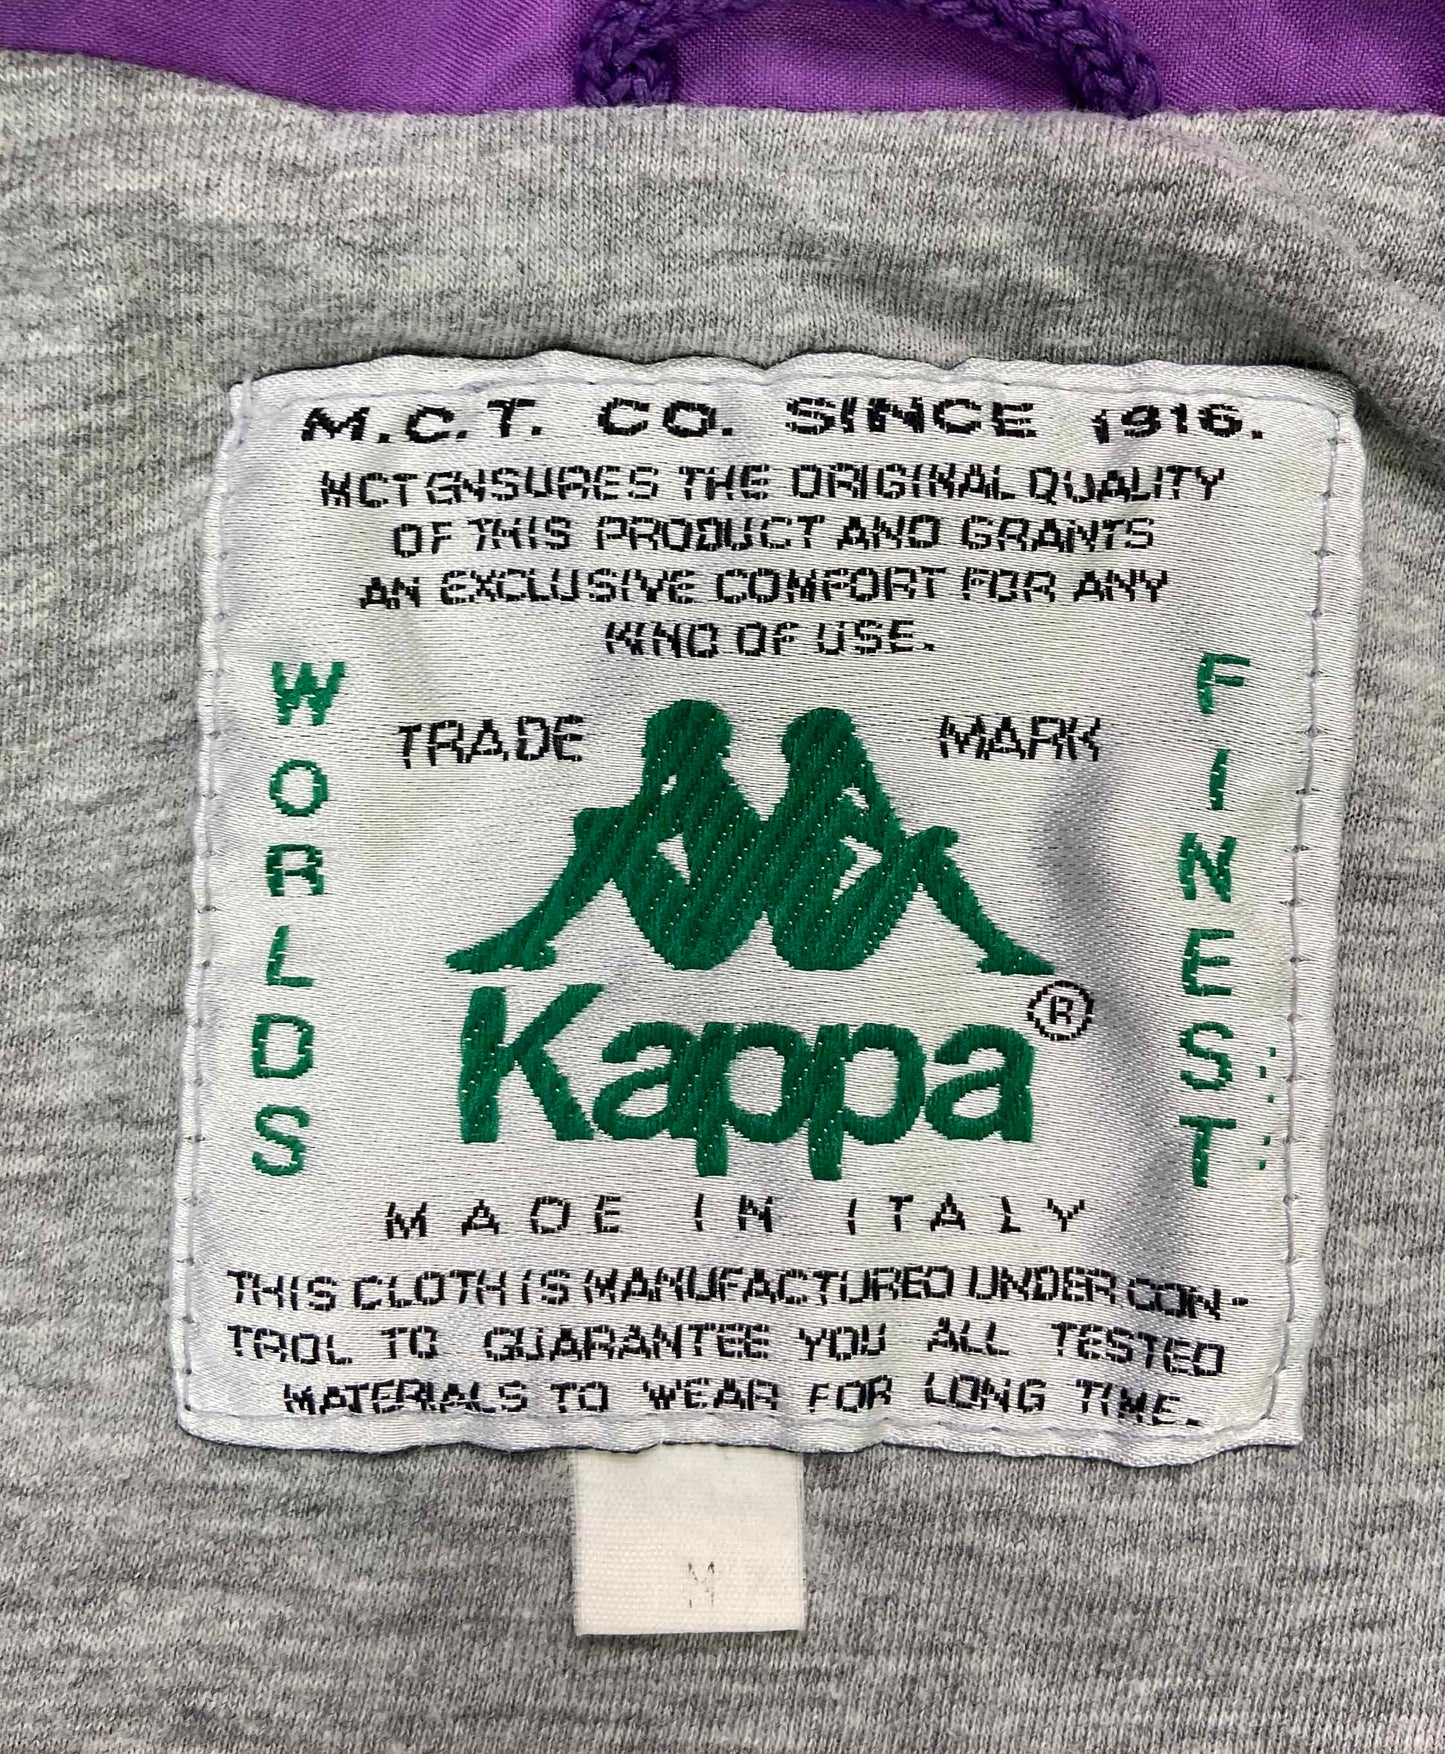 M.C.T. CO. SINCE 1916.
MCT ENSURES THE ORIGINAL QUALITY
OF THIS PRODUCT AND GRANTS
AN EXCLUSIVE COMFORT FOR ANY
KIND OF USE.
WORLDS
TRADE MARK
FINEST
Kappa®
MADE IN ITALY
THIS CLOTH IS MANUFACTURED UNDER CON-
TROL TO GUARANTEE YOU ALL TESTED
MATERIALS TO WEAR FOR LONG TIME.
M